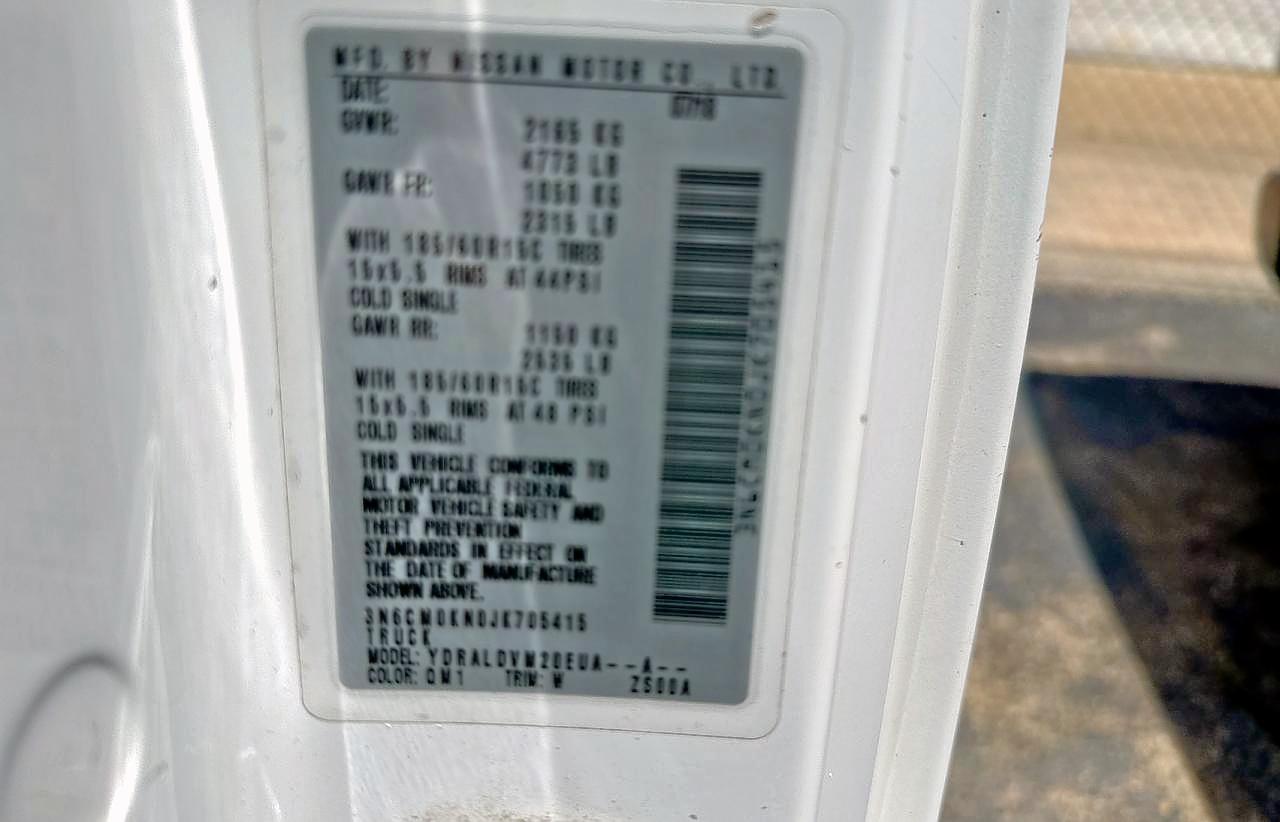 MFD. BY NISSAN MOTOR CO., LTD.
DATE: 07/18
GVWR: 2165 KG
4773 LB
GAWR FR: 1050 KG
2315 LB
WITH 185/60R15C TIRES
15x5.5 RIMS AT 44PSI
COLD SINGLE
GAWR RR: 1150 KG
2535 LB
WITH 185/60R15C TIRES
15x5.5 RIMS AT 48 PSI
COLD SINGLE
THIS VEHICLE CONFORMS TO
ALL APPLICABLE FEDERAL
MOTOR VEHICLE SAFETY AND
THEFT PREVENTION
STANDARDS IN EFFECT ON
THE DATE OF MANUFACTURE
SHOWN ABOVE.
3N6CM0KN0JK705415
TRUCK
MODEL: YDRALDVM20EUA--A--
COLOR: QM1 TRIM: W ZS00A
3N6CM0KN0JK705415